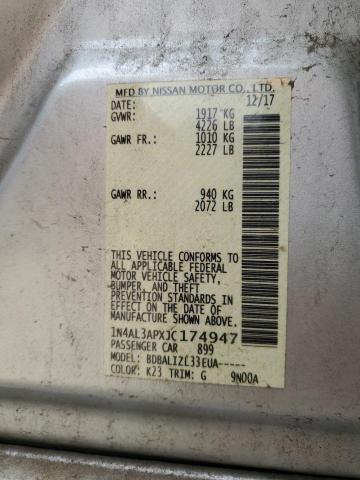 MFD BY NISSAN MOTOR CO., LTD.
DATE: 12/17
GVWR: 1917 KG
4226 LB
GAWR FR.: 1010 KG
2227 LB
GAWR RR.: 940 KG
2072 LB
THIS VEHICLE CONFORMS TO
ALL APPLICABLE FEDERAL
MOTOR VEHICLE SAFETY,
BUMPER, AND THEFT
PREVENTION STANDARDS IN
EFFECT ON THE DATE OF
MANUFACTURE SHOWN ABOVE.
1N4AL3APXJC174947
PASSENGER CAR 899
MODEL:
COLOR: K23 TRIM: G 9N00A